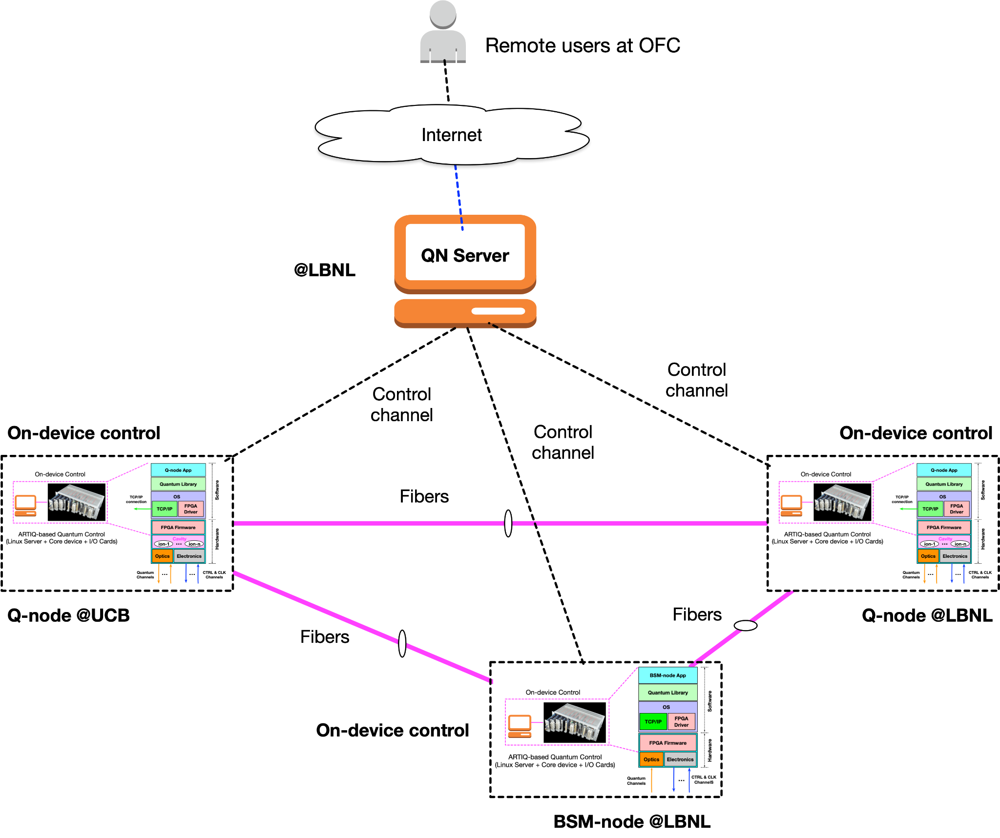 Remote users at OFC
Internet
QN Server
@LBNL
Control
channel
Control
channel
Control
channel
On-device control
On-device Control
ARTIQ-based Quantum Control
(Linux Server + Core device + I/O Cards)
TCP/IP
connection
Q-node App
Quantum Library
OS
TCP/IP
FPGA
Driver
FPGA Firmware
Cavity
ion-1 ... ion-n
Optics
Electronics
Software
Hardware
Quantum
Channels
...
...
CTRL & CLK
Channels
Q-node @UCB
Fibers
Fibers
Fibers
On-device control
On-device Control
ARTIQ-based Quantum Control
(Linux Server + Core device + I/O Cards)
TCP/IP
connection
Q-node App
Quantum Library
OS
TCP/IP
FPGA
Driver
FPGA Firmware
Cavity
ion-1 ... ion-n
Optics
Electronics
Software
Hardware
Quantum
Channels
...
...
CTRL & CLK
Channels
Q-node @LBNL
On-device control
On-device Control
ARTIQ-based Quantum Control
(Linux Server + Core device + I/O Cards)
BSM-node App
Quantum Library
OS
TCP/IP
FPGA
Driver
FPGA Firmware
Optics
Electronics
Software
Hardware
Quantum
Channels
...
CTRL & CLK
ChannelS
BSM-node @LBNL